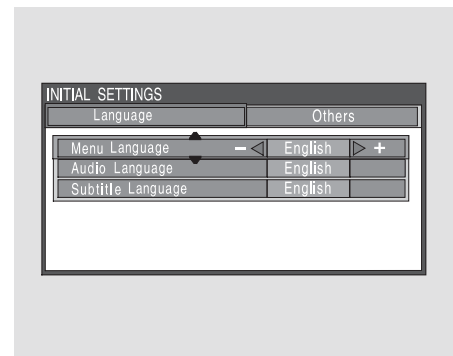 INITIAL SETTINGS
Language Others
Menu Language − English +
Audio Language English
Subtitle Language English